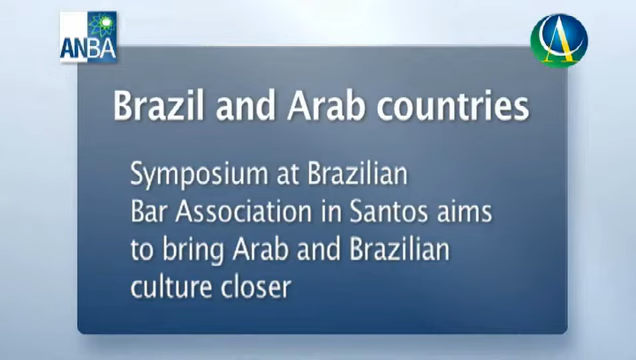 ANBA
Brazil and Arab countries
Symposium at Brazilian
Bar Association in Santos aims
to bring Arab and Brazilian
culture closer